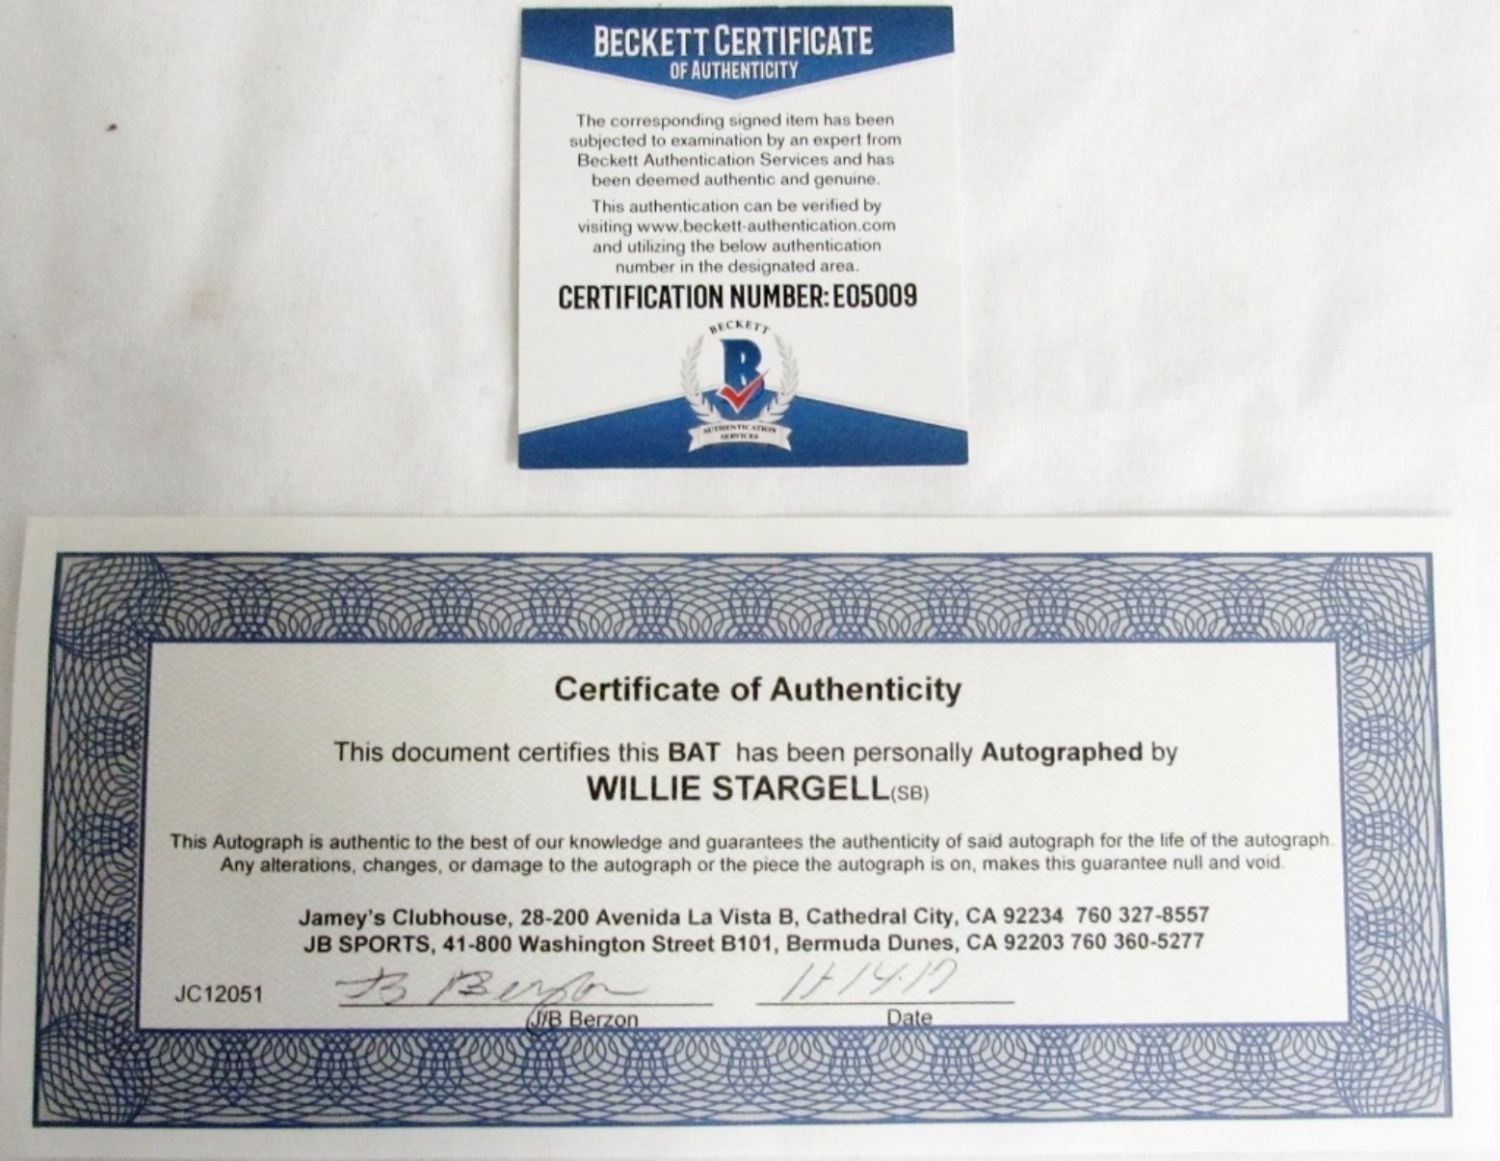 BECKETT CERTIFICATE
OF AUTHENTICITY
The corresponding signed item has been
subjected to examination by an expert from
Beckett Authentication Services and has
been deemed authentic and genuine.
This authentication can be verified by
visiting www.beckett-authentication.com
and utilizing the below authentication
number in the designated area.
CERTIFICATION NUMBER: E05009
BECKETT
B
AUTHENTICATION
SERVICES
Certificate of Authenticity
This document certifies this BAT has been personally Autographed by
WILLIE STARGELL(SB)
This Autograph is authentic to the best of our knowledge and guarantees the authenticity of said autograph for the life of the autograph.
Any alterations, changes, or damage to the autograph or the piece the autograph is on, makes this guarantee null and void.
Jamey's Clubhouse, 28-200 Avenida La Vista B, Cathedral City, CA 92234 760 327-8557
JB SPORTS, 41-800 Washington Street B101, Bermuda Dunes, CA 92203 760 360-5277
JC12051 JB Berzon 11.14.17
J/B Berzon Date